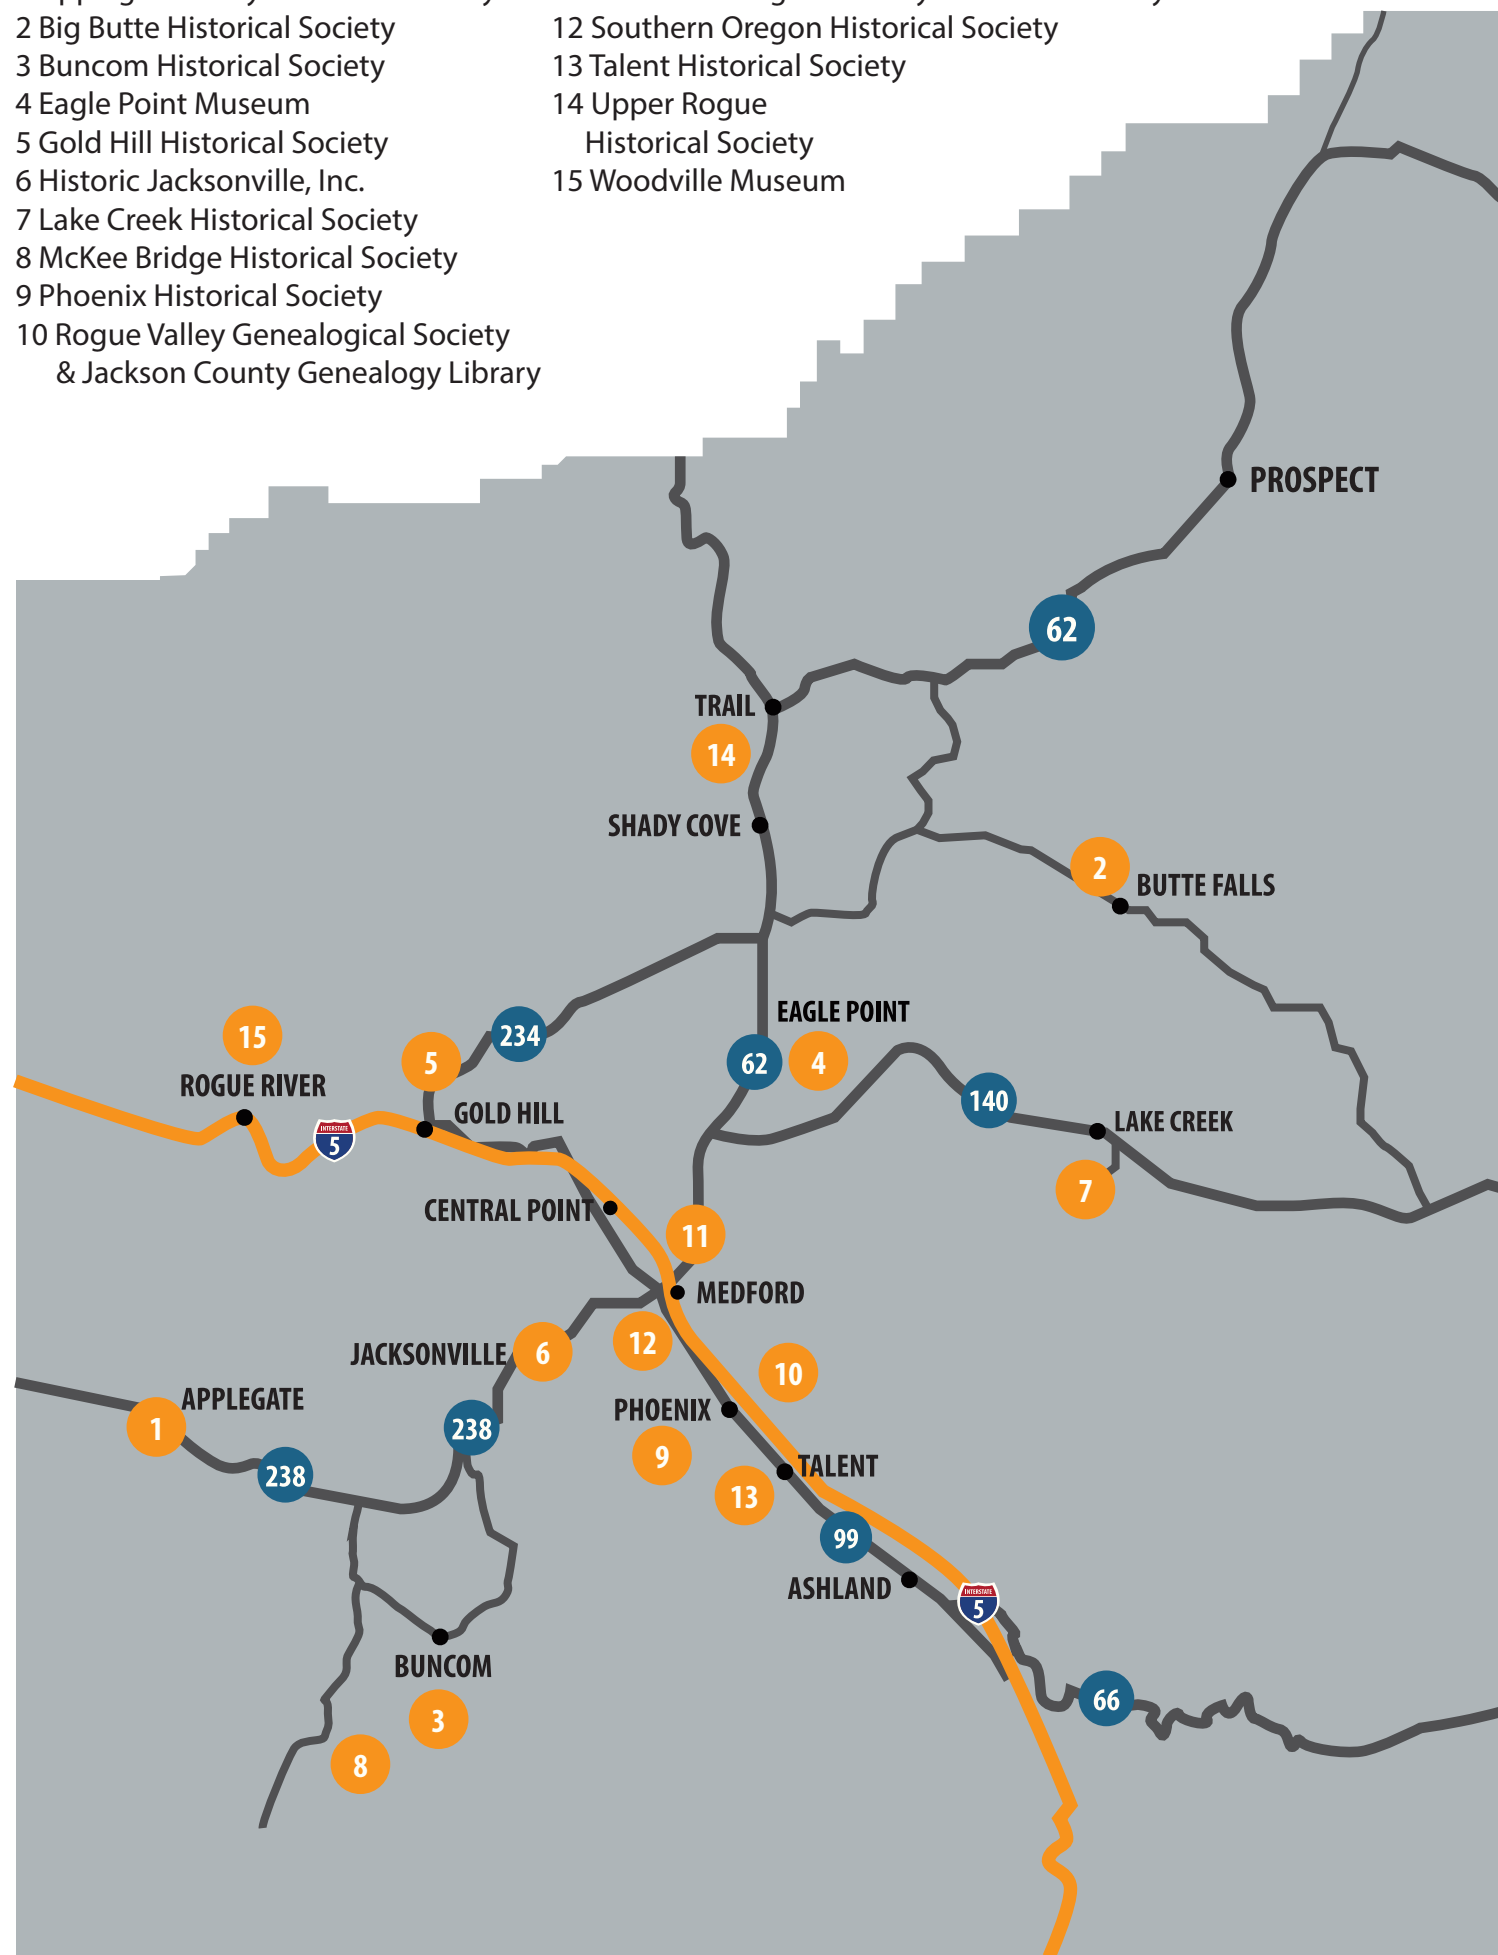 2 Big Butte Historical Society
3 Buncom Historical Society
4 Eagle Point Museum
5 Gold Hill Historical Society
6 Historic Jacksonville, Inc.
7 Lake Creek Historical Society
8 McKee Bridge Historical Society
9 Phoenix Historical Society
10 Rogue Valley Genealogical Society
& Jackson County Genealogy Library
12 Southern Oregon Historical Society
13 Talent Historical Society
14 Upper Rogue
Historical Society
15 Woodville Museum
PROSPECT
62
TRAIL
14
SHADY COVE
2
BUTTE FALLS
EAGLE POINT
15
234
5
62
4
ROGUE RIVER
140
GOLD HILL
LAKE CREEK
INTERSTATE
5
7
CENTRAL POINT
11
MEDFORD
12
JACKSONVILLE
6
10
APPLEGATE
PHOENIX
1
238
9
TALENT
238
13
99
ASHLAND
INTERSTATE
5
BUNCOM
66
3
8